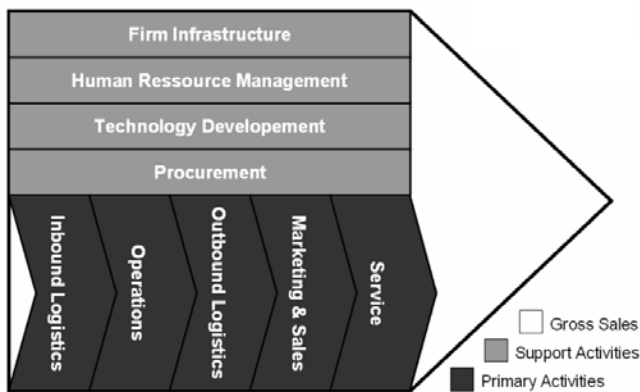 Firm Infrastructure
Human Ressource Management
Technology Developement
Procurement
Inbound Logistics
Operations
Outbound Logistics
Marketing & Sales
Service
Gross Sales
Support Activities
Primary Activities